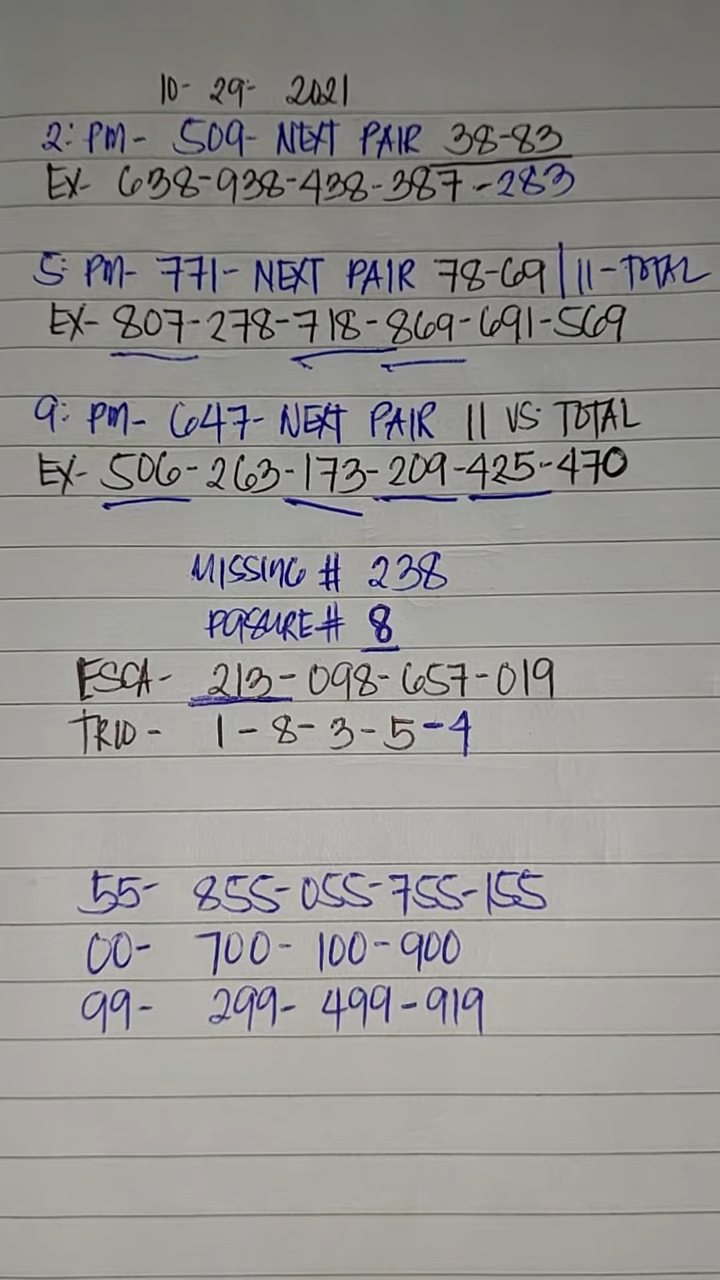 10- 29- 2021
2: PM- 509- NEXT PAIR 38-83
EX- 638-938-438-387-283
5: PM- 771- NEXT PAIR 78-69 | 11-TOTAL
EX- 807-278-718-869-691-569
9: PM- 647- NEXT PAIR 11 VS TOTAL
EX- 506-263-173-209-425-470
MISSING # 238
PASURE# 8
ESCA- 213-098-657-019
TRIO- 1-8-3-5-4
55- 855-055-755-155
00- 700-100-900
99- 299-499-919